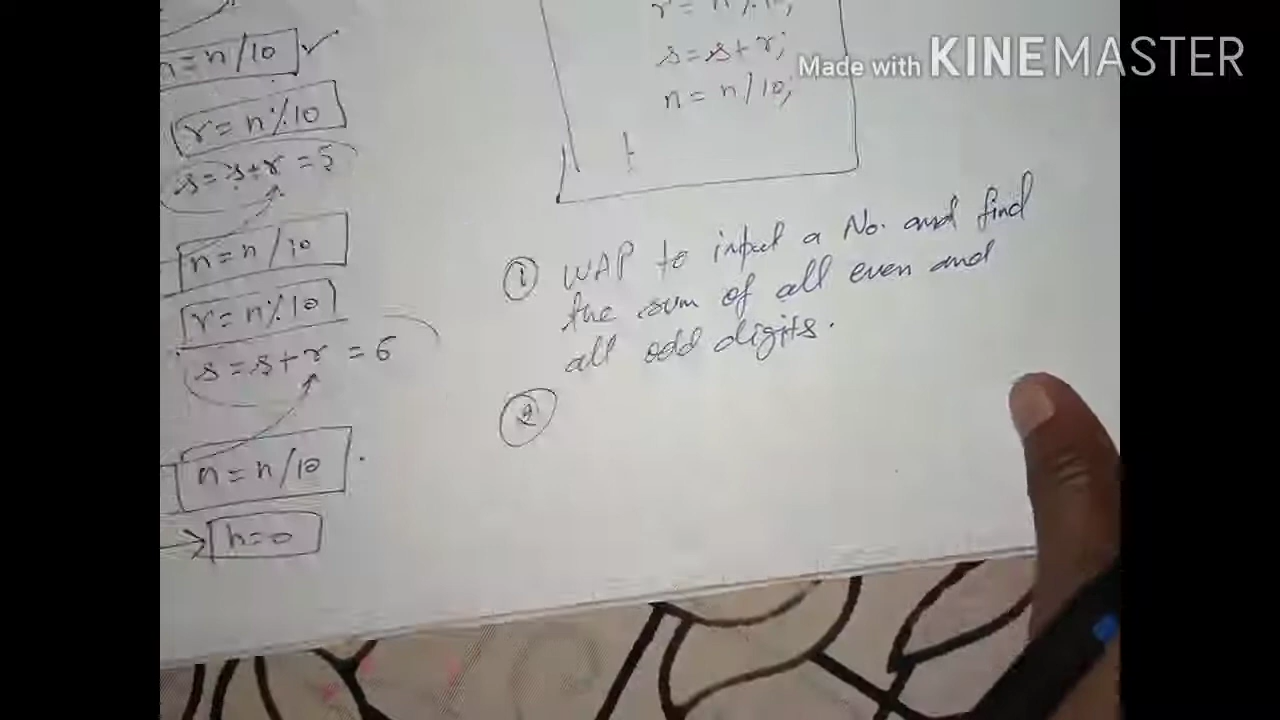 n=n/10
r=n%10
s=s+r=5
n=n/10
r=n%10
s=s+r=6
n=n/10
n=0
r=n%10;
s=s+r;
n=n/10;
}
Made with KINEMASTER
① WAP to input a No. and find
the sum of all even and
all odd digits.
②